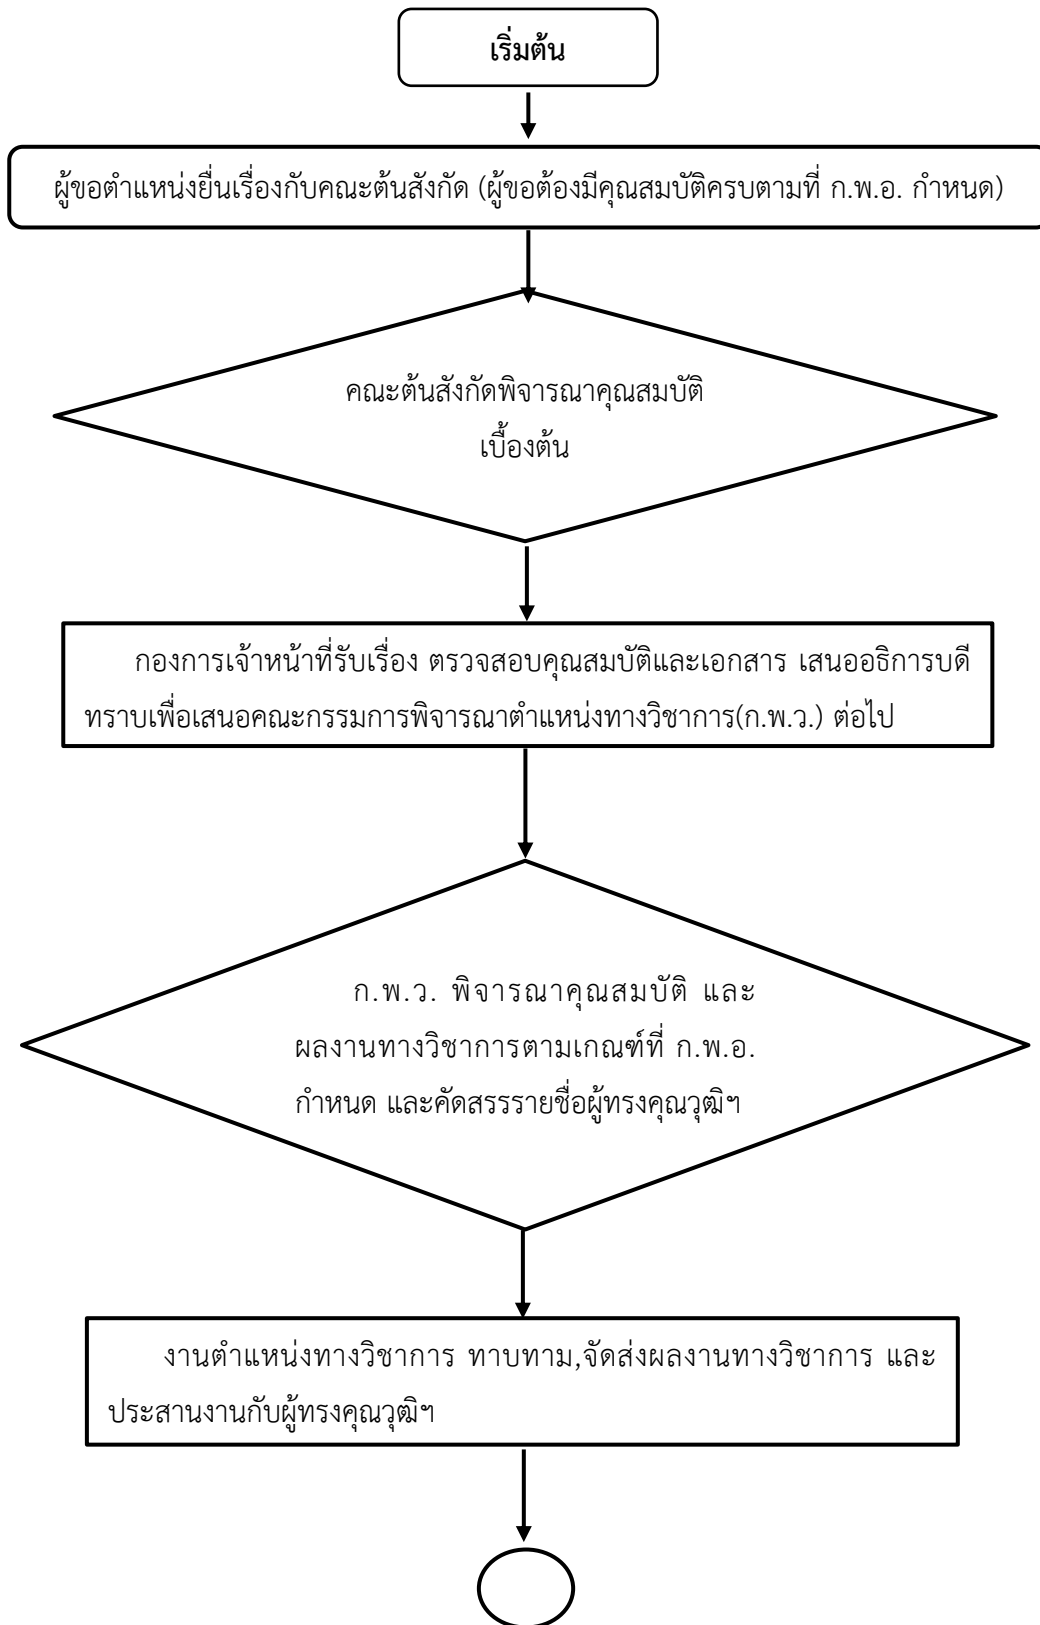 เริ่มต้น
ผู้ขอตำแหน่งยื่นเรื่องกับคณะต้นสังกัด (ผู้ขอต้องมีคุณสมบัติครบตามที่ ก.พ.อ. กำหนด)
คณะต้นสังกัดพิจารณาคุณสมบัติ
เบื้องต้น
กองการเจ้าหน้าที่รับเรื่อง ตรวจสอบคุณสมบัติและเอกสาร เสนออธิการบดี
ทราบเพื่อเสนอคณะกรรมการพิจารณาตำแหน่งทางวิชาการ(ก.พ.ว.) ต่อไป
ก.พ.ว. พิจารณาคุณสมบัติ และ
ผลงานทางวิชาการตามเกณฑ์ที่ ก.พ.อ.
กำหนด และคัดสรรรายชื่อผู้ทรงคุณวุฒิฯ
งานตำแหน่งทางวิชาการ ทาบทาม,จัดส่งผลงานทางวิชาการ และ
ประสานงานกับผู้ทรงคุณวุฒิฯ